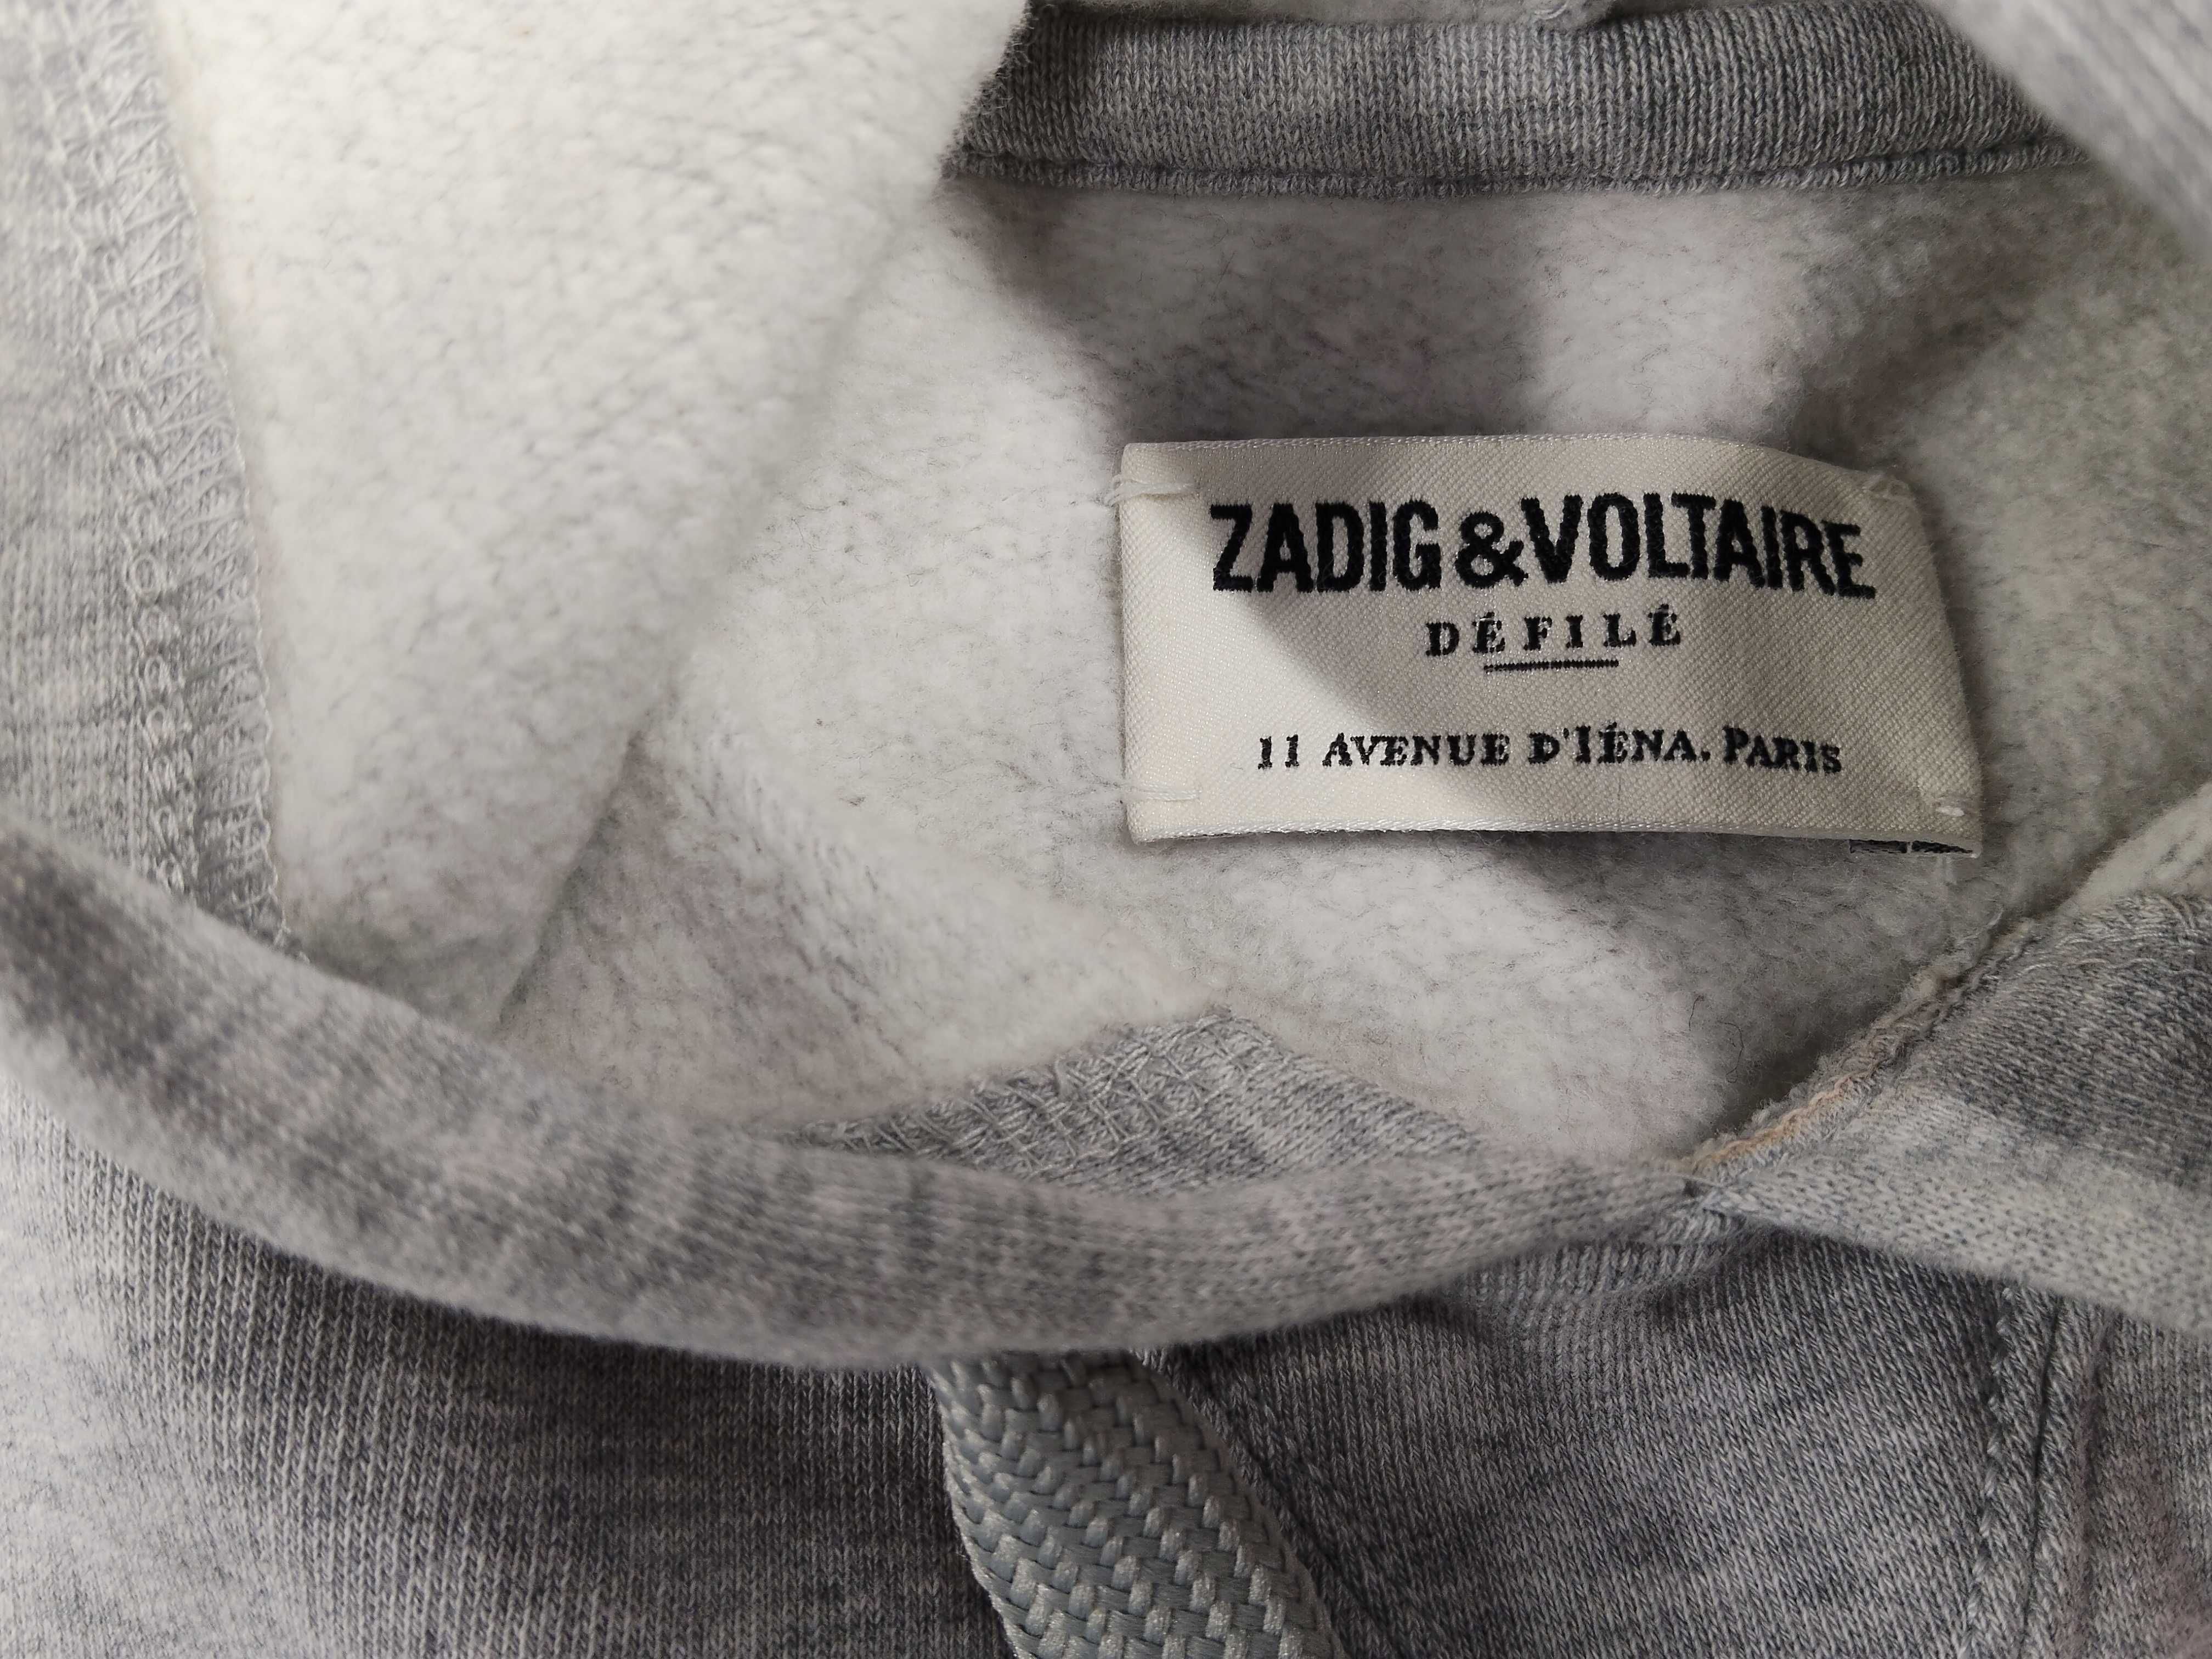 ZADIG&VOLTAIRE
DÉFILÉ
11 AVENUE D'IÉNA. PARIS